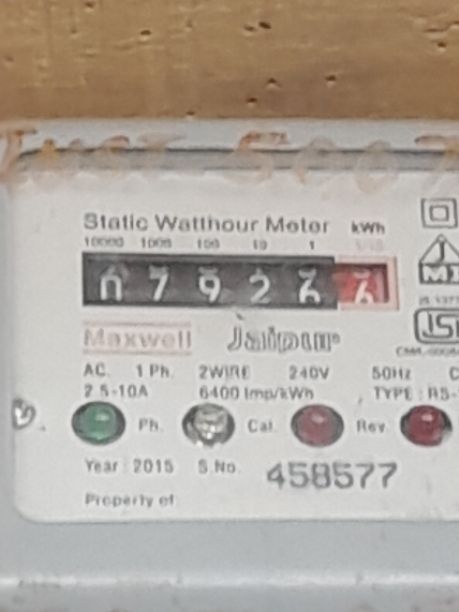 Static Watthour Meter kWh
10000 1000 100 10 1 1/10
0 7 9 2 6
Maxwell Jaipur
AC. 1 Ph. 2WIRE 240V 50Hz
2.5-10A 6400 Imp/kWh TYPE : RS-
Ph. Cal. Rev.
Year : 2015 S.No. 458577
Property of